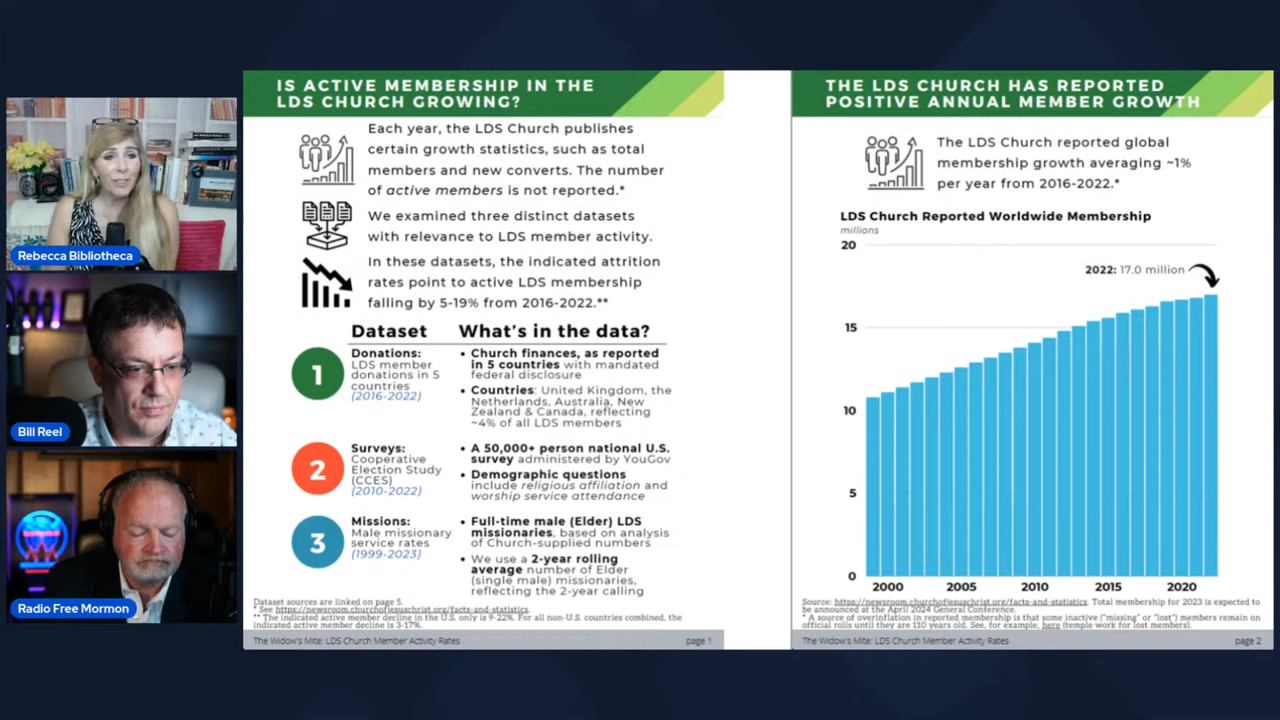 Rebecca Bibliotheca
Bill Reel
Radio Free Mormon
IS ACTIVE MEMBERSHIP IN THE
LDS CHURCH GROWING?
Each year, the LDS Church publishes
certain growth statistics, such as total
members and new converts. The number
of active members is not reported.*
We examined three distinct datasets
with relevance to LDS member activity.
In these datasets, the indicated attrition
rates point to active LDS membership
falling by 5-19% from 2016-2022.**
Dataset
What's in the data?
1
Donations:
LDS member
donations in 5
countries
(2016-2022)
• Church finances, as reported
in 5 countries with mandated
federal disclosure
• Countries: United Kingdom, the
Netherlands, Australia, New
Zealand & Canada, reflecting
~4% of all LDS members
2
Surveys:
Cooperative
Election Study
(CCES)
(2010-2022)
• A 50,000+ person national U.S.
survey administered by YouGov
• Demographic questions
include religious affiliation and
worship service attendance
3
Missions:
Male missionary
service rates
(1999-2023)
• Full-time male (Elder) LDS
missionaries, based on analysis
of Church-supplied numbers
• We use a 2-year rolling
average number of Elder
(single male) missionaries,
reflecting the 2-year calling
Dataset sources are linked on page 5.
* See https://newsroom.churchofjesuschrist.org/facts-and-statistics.
** The indicated active member decline in the U.S. only is 9-22%. For all non-U.S. countries combined, the
indicated active member decline is 3-17%.
The Widow's Mite: LDS Church Member Activity Rates
page 1
THE LDS CHURCH HAS REPORTED
POSITIVE ANNUAL MEMBER GROWTH
The LDS Church reported global
membership growth averaging ~1%
per year from 2016-2022.*
LDS Church Reported Worldwide Membership
millions
20
2022: 17.0 million
15
10
5
0
2000
2005
2010
2015
2020
Source: https://newsroom.churchofjesuschrist.org/facts-and-statistics. Total membership for 2023 is expected to
be announced at the April 2024 General Conference.
* A source of overinflation in reported membership is that some inactive ("missing" or "lost") members remain on
official rolls until they are 110 years old. See, for example, here (temple work for lost members).
The Widow's Mite: LDS Church Member Activity Rates
page 2